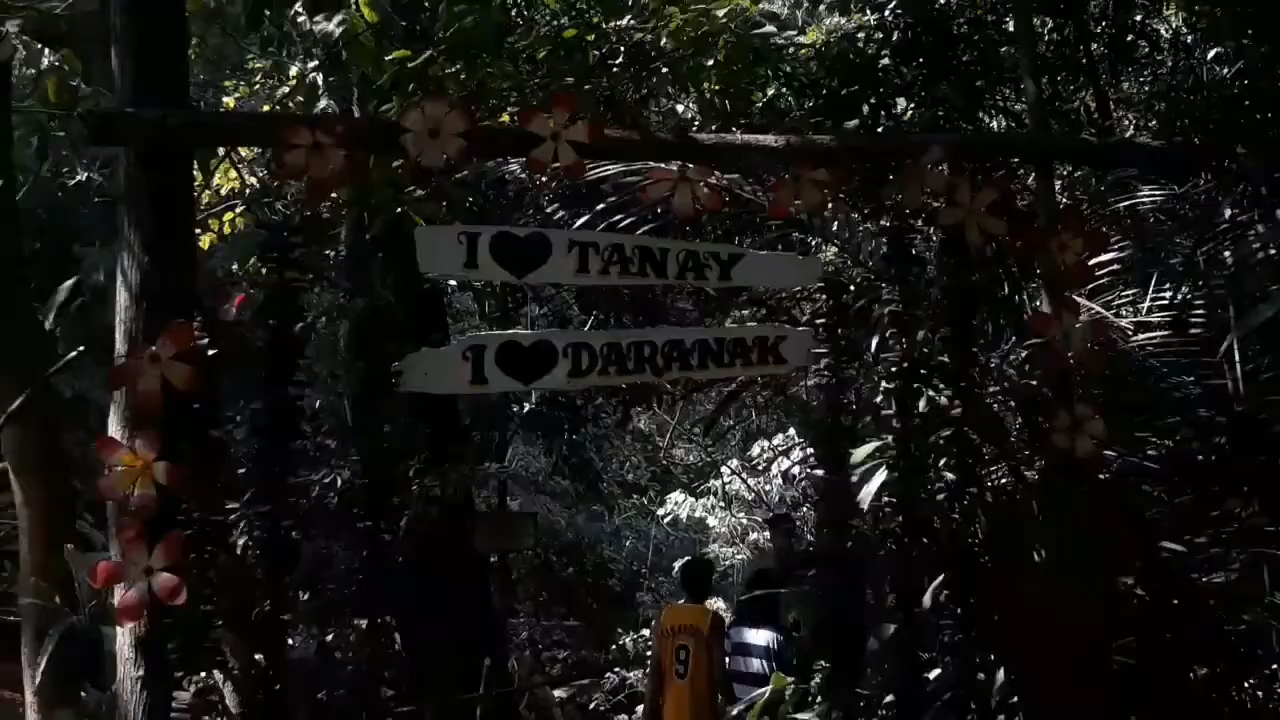 I ♥ TANAY
I ♥ DARANAK
9